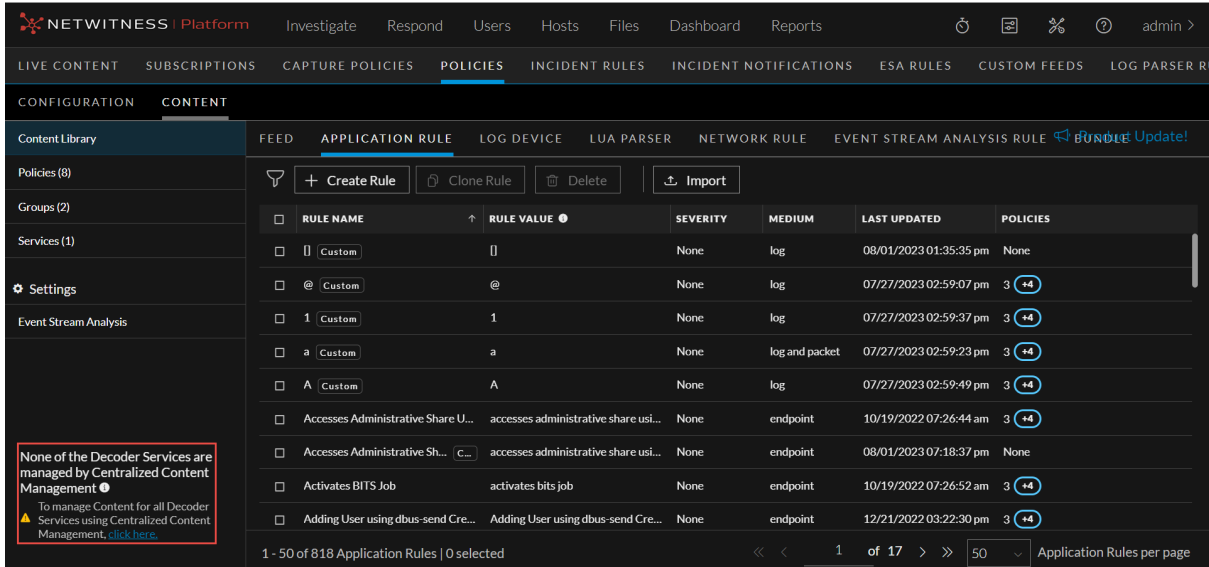 NETWITNESS | Platform Investigate Respond Users Hosts Files Dashboard Reports admin >
LIVE CONTENT SUBSCRIPTIONS CAPTURE POLICIES POLICIES INCIDENT RULES INCIDENT NOTIFICATIONS ESA RULES CUSTOM FEEDS LOG PARSER R
CONFIGURATION CONTENT
Content Library
Policies (8)
Groups (2)
Services (1)
Settings
Event Stream Analysis
None of the Decoder Services are
managed by Centralized Content
Management
To manage Content for all Decoder
Services using Centralized Content
Management, click here.
FEED APPLICATION RULE LOG DEVICE LUA PARSER NETWORK RULE EVENT STREAM ANALYSIS RULE BUNDLE Product Update!
+ Create Rule Clone Rule Delete Import
RULE NAME ↑ RULE VALUE SEVERITY MEDIUM LAST UPDATED POLICIES
[] Custom [] None log 08/01/2023 01:35:35 pm None
@ Custom @ None log 07/27/2023 02:59:07 pm 3 +4
1 Custom 1 None log 07/27/2023 02:59:37 pm 3 +4
a Custom a None log and packet 07/27/2023 02:59:23 pm 3 +4
A Custom A None log 07/27/2023 02:59:49 pm 3 +4
Accesses Administrative Share U... accesses administrative share usi... None endpoint 10/19/2022 07:26:44 am 3 +4
Accesses Administrative Sh... C... accesses administrative share usi... None endpoint 08/01/2023 07:18:37 pm None
Activates BITS Job activates bits job None endpoint 10/19/2022 07:26:52 am 3 +4
Adding User using dbus-send Cre... Adding User using dbus-send Cre... None endpoint 12/21/2022 03:22:30 pm 3 +4
1 - 50 of 818 Application Rules | 0 selected << < 1 of 17 > >> 50 Application Rules per page